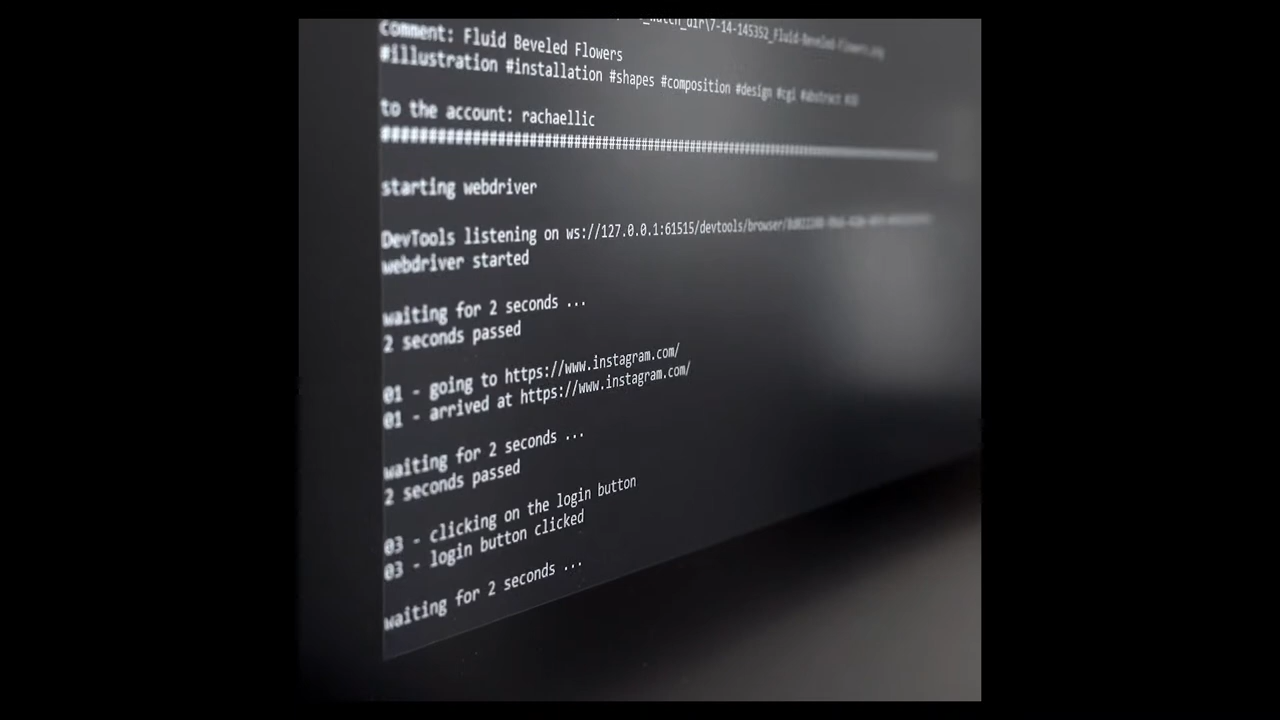 comment: Fluid Beveled Flowers
#illustration #installation #shapes #composition #design #cgi #abstract #3D
to the account: rachaellic
starting webdriver
DevTools listening on ws://127.0.0.1:61515/devtools/browser/
webdriver started
waiting for 2 seconds ...
2 seconds passed
01 - going to https://www.instagram.com/
01 - arrived at https://www.instagram.com/
waiting for 2 seconds ...
2 seconds passed
03 - clicking on the login button
03 - login button clicked
waiting for 2 seconds ...